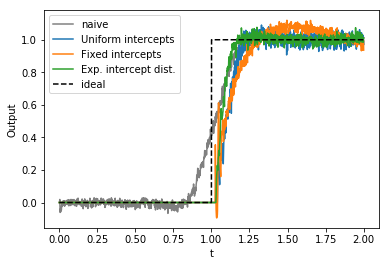 naive
Uniform intercepts
Fixed intercepts
Exp. intercept dist.
ideal
1.0
0.8
0.6
0.4
0.2
0.0
Output
0.00 0.25 0.50 0.75 1.00 1.25 1.50 1.75 2.00
t